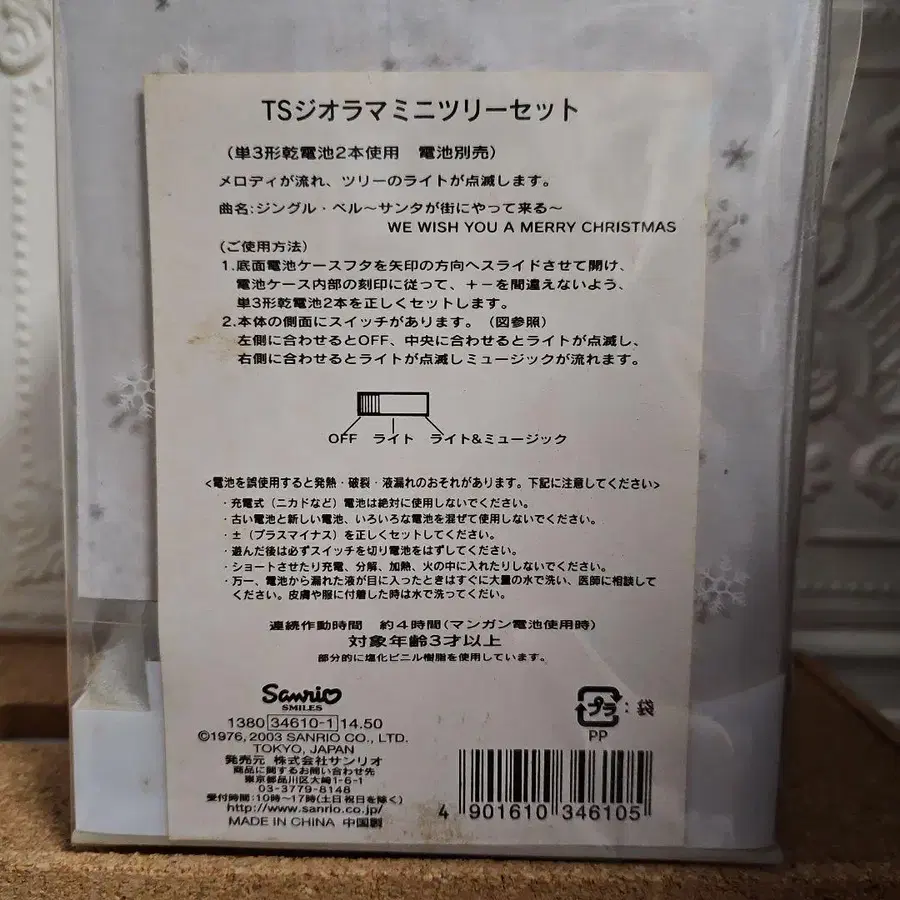 TSジオラマミニツリーセット
(単3形乾電池2本使用　電池別売)
メロディが流れ、ツリーのライトが点滅します。
曲名:ジングル・ベル〜サンタが街にやって来る〜
WE WISH YOU A MERRY CHRISTMAS
(ご使用方法)
1.底面電池ケースフタを矢印の方向へスライドさせて開け、
電池ケース内部の刻印に従って、+−を間違えないよう、
単3形乾電池2本を正しくセットします。
2.本体の側面にスイッチがあります。(図参照)
左側に合わせるとOFF、中央に合わせるとライトが点滅し、
右側に合わせるとライトが点滅しミュージックが流れます。
OFF ライト ライト&ミュージック
<電池を誤使用すると発熱・破裂・液漏れのおそれがあります。下記に注意してください>
・充電式(ニカドなど)電池は絶対に使用しないでください。
・古い電池と新しい電池、いろいろな電池を混ぜて使用しないでください。
・±(プラスマイナス)を正しくセットしてください。
・遊んだ後は必ずスイッチを切り電池をはずしてください。
・ショートさせたり充電、分解、加熱、火の中に入れたりしないでください。
・万一、電池から漏れた液が目に入ったときはすぐに大量の水で洗い、医師に相談して
ください。皮膚や服に付着した時は水で洗ってください。
連続作動時間　約4時間(マンガン電池使用時)
対象年齢3才以上
部分的に塩化ビニル樹脂を使用しています。
Sanrio
SMILES
1380 34610-1 14.50
©1976, 2003 SANRIO CO., LTD.
TOKYO, JAPAN
発売元 株式会社サンリオ
商品に関するお問い合わせ先
東京都品川区大崎1-6-1
03-3779-8148
受付時間:10時〜17時(土日祝日を除く)
http://www.sanrio.co.jp/
MADE IN CHINA 中国製
プラ:袋
PP
4 901610 346105